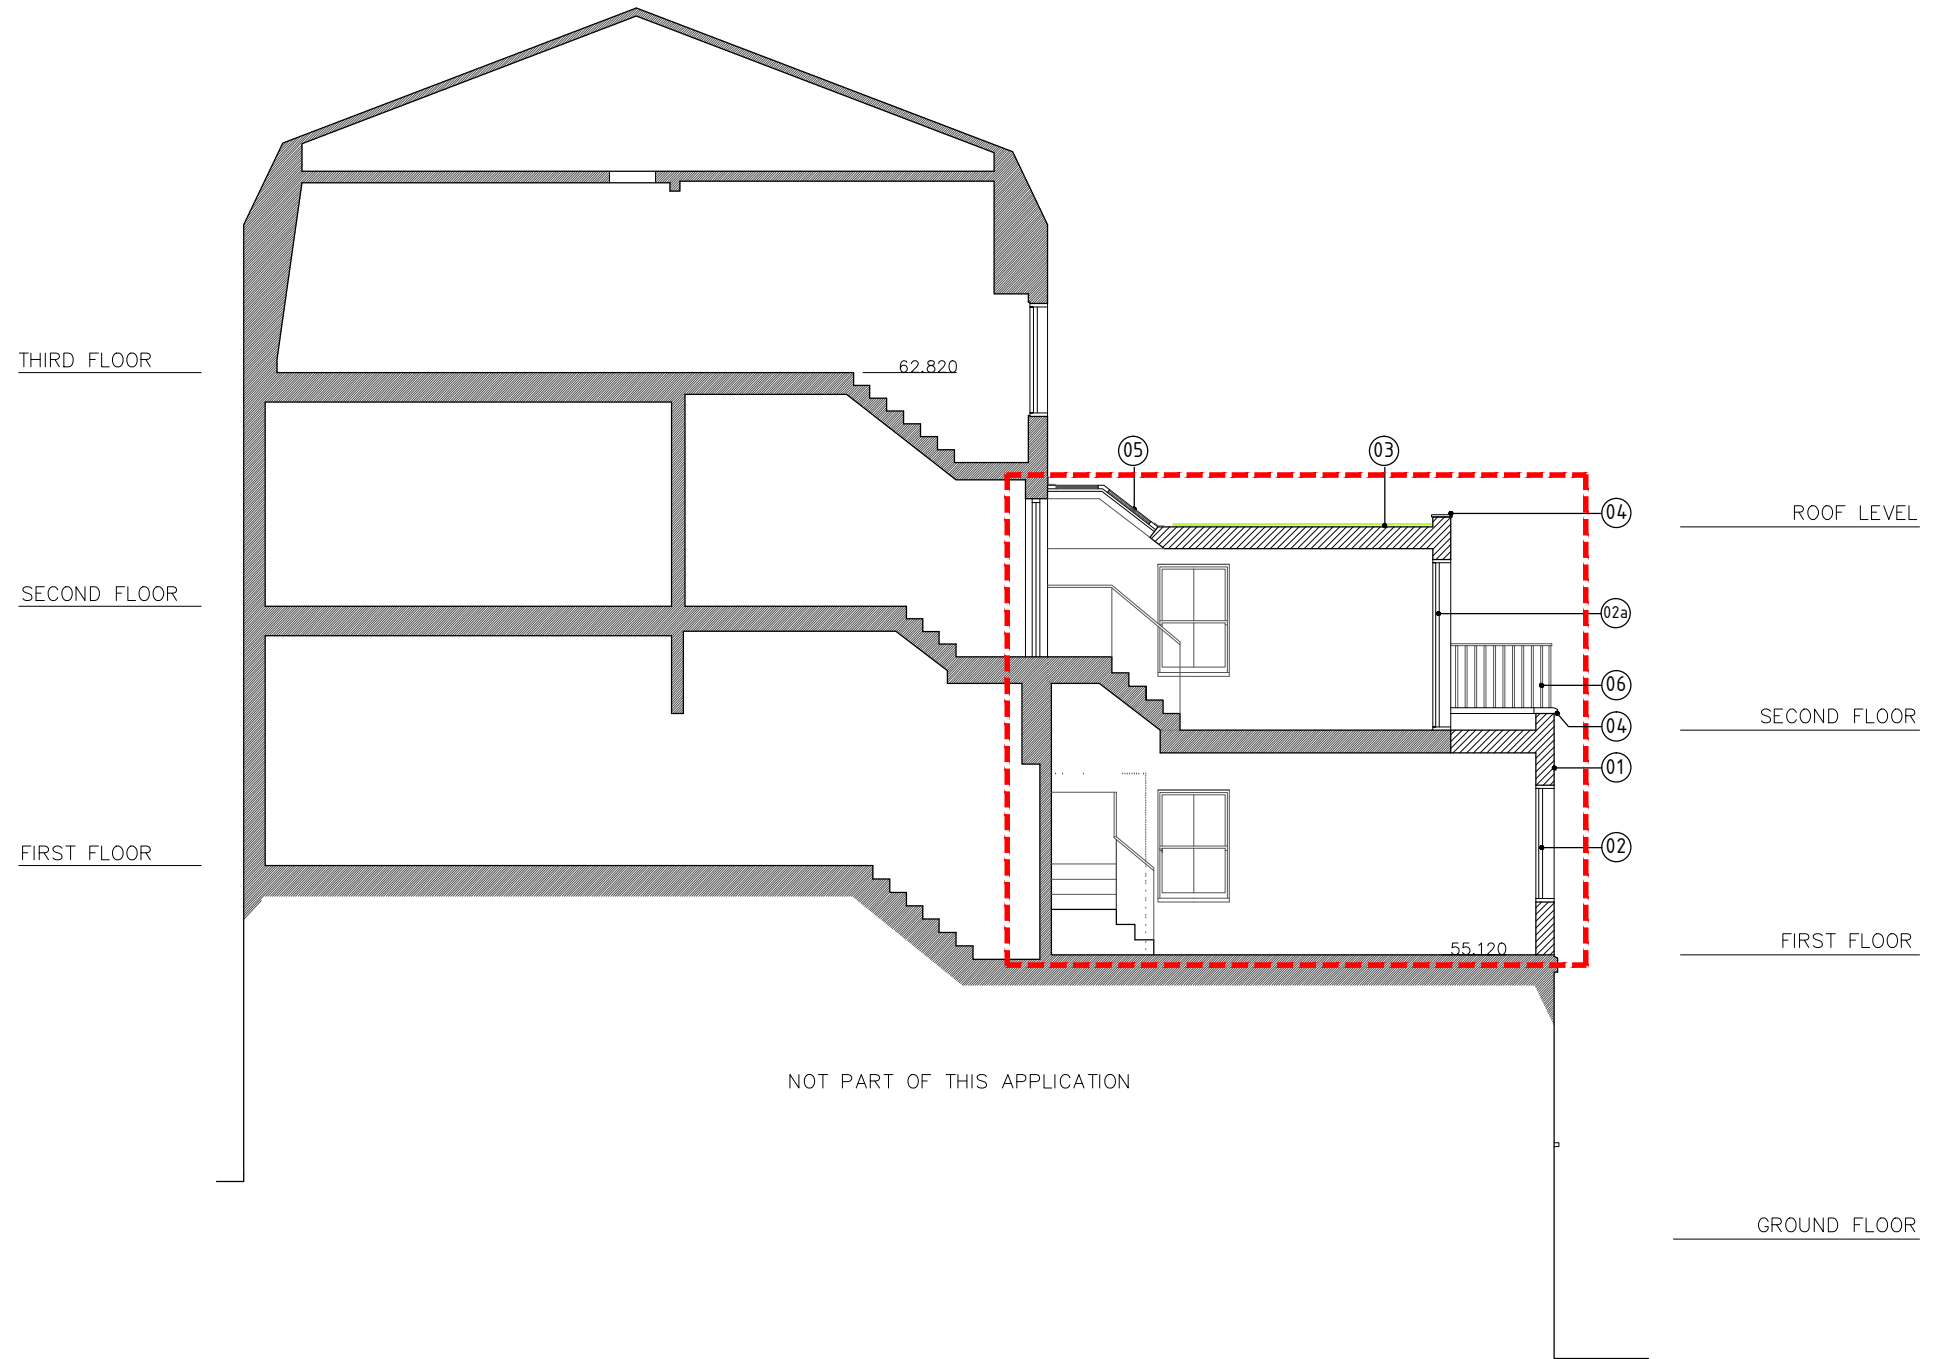 THIRD FLOOR
62.820
05
03
04
ROOF LEVEL
SECOND FLOOR
02a
06
SECOND FLOOR
04
01
FIRST FLOOR
02
55.120
FIRST FLOOR
NOT PART OF THIS APPLICATION
GROUND FLOOR